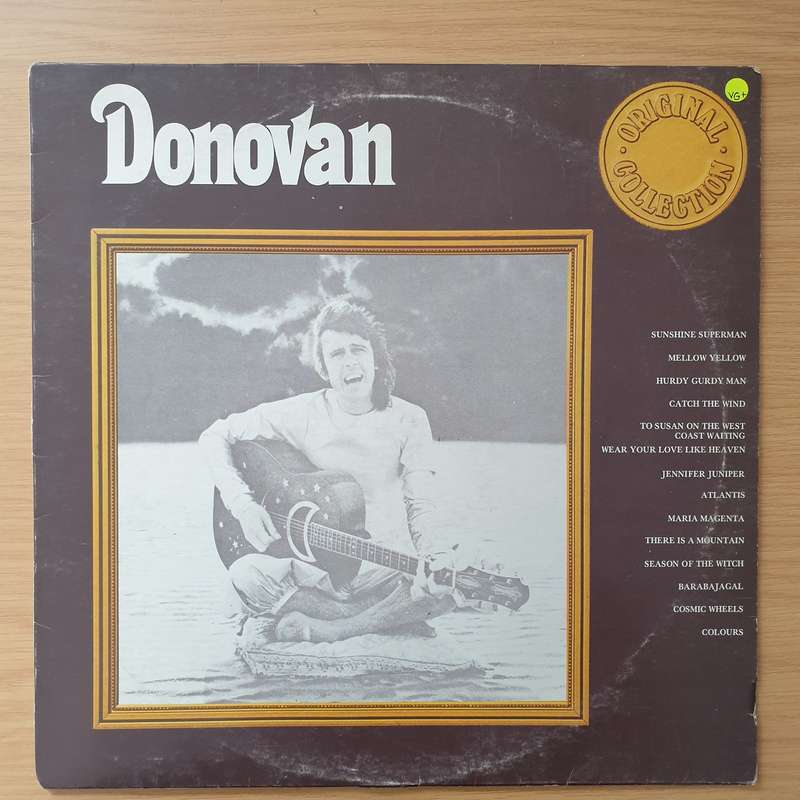 Donovan
· ORIGINAL ·
COLLECTION
VG+
SUNSHINE SUPERMAN
MELLOW YELLOW
HURDY GURDY MAN
CATCH THE WIND
TO SUSAN ON THE WEST
COAST WAITING
WEAR YOUR LOVE LIKE HEAVEN
JENNIFER JUNIPER
ATLANTIS
MARIA MAGENTA
THERE IS A MOUNTAIN
SEASON OF THE WITCH
BARABAJAGAL
COSMIC WHEELS
COLOURS